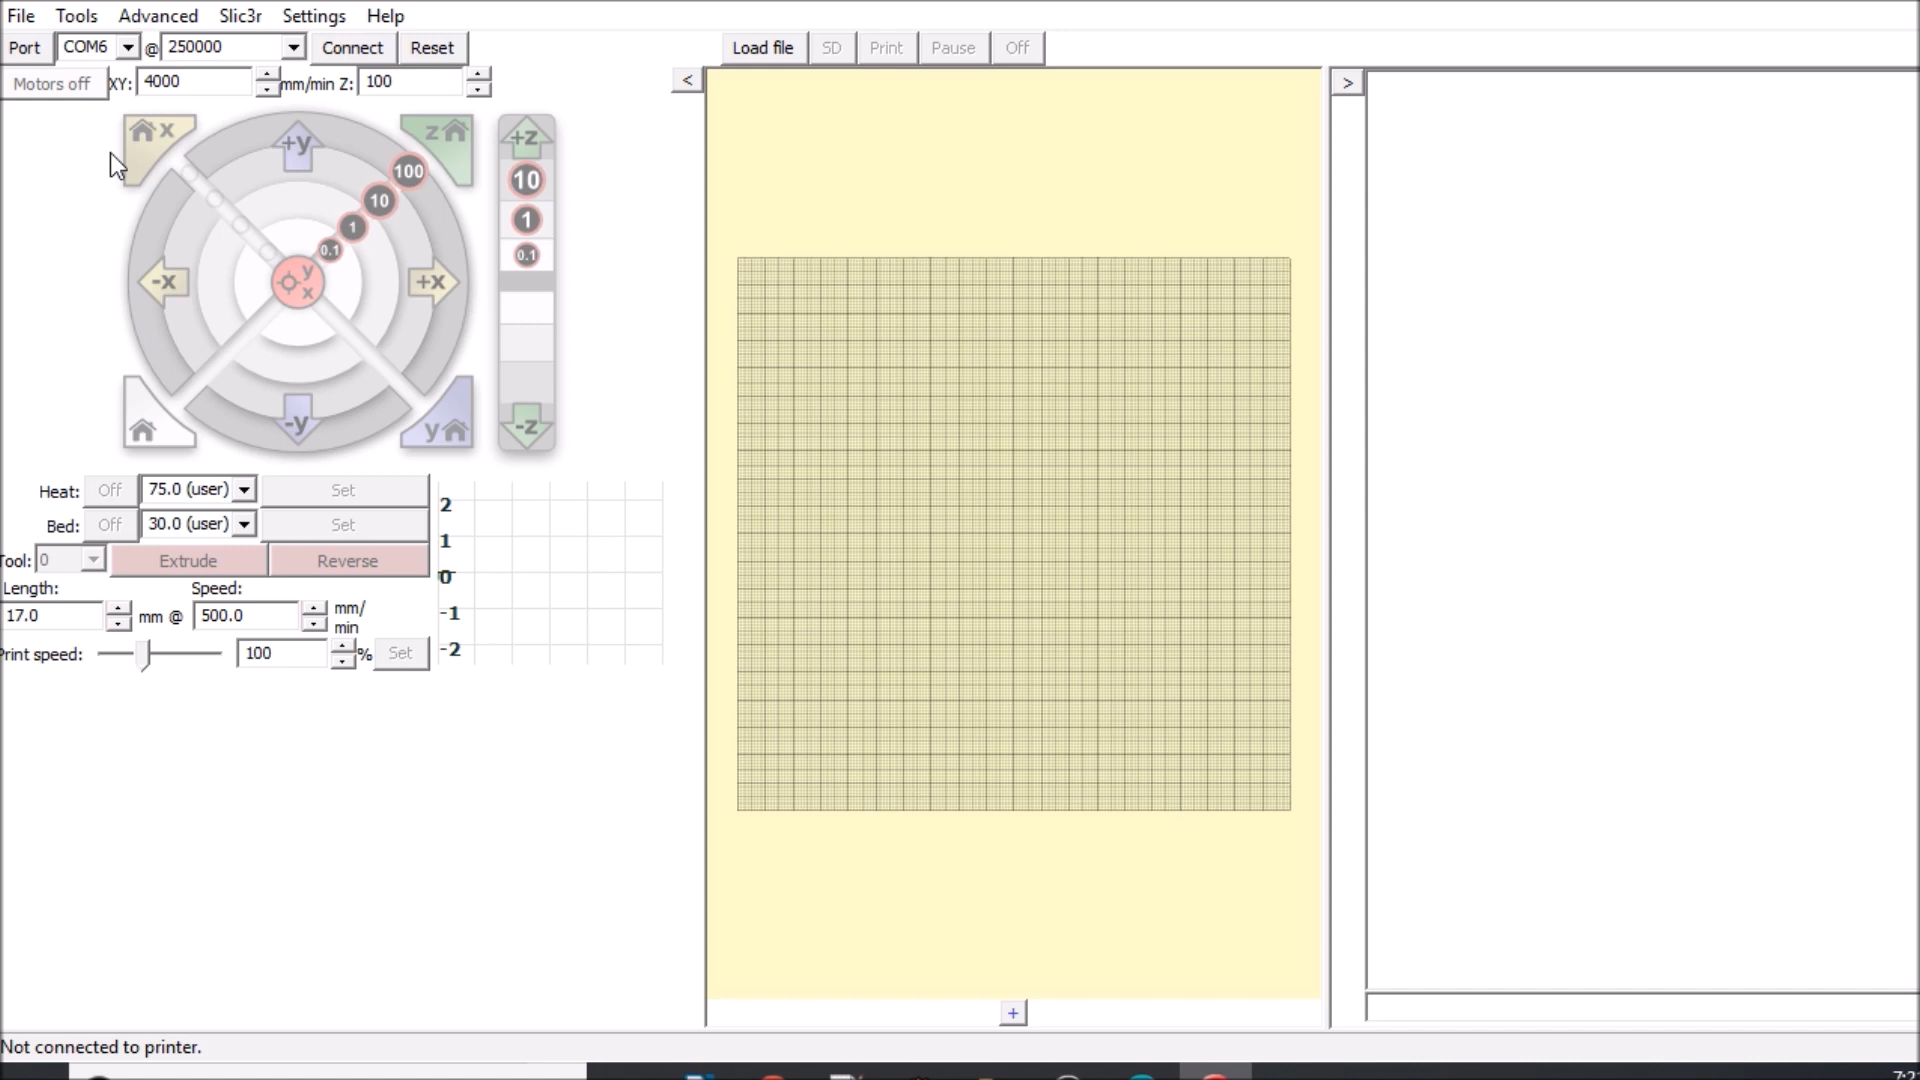 File Tools Advanced Slic3r Settings Help
Port COM6 @ 250000 Connect Reset Load file SD Print Pause Off
Motors off XY: 4000 mm/min Z: 100 < >
x +y z +z
100 10
10 1
1 0.1
0.1
-x y x +x
-y y -z
Heat: Off 75.0 (user) Set
Bed: Off 30.0 (user) Set
Tool: 0 Extrude Reverse
Length: Speed:
17.0 mm @ 500.0 mm/
min
Print speed: 100 % Set
2
1
0
-1
-2
+
Not connected to printer.